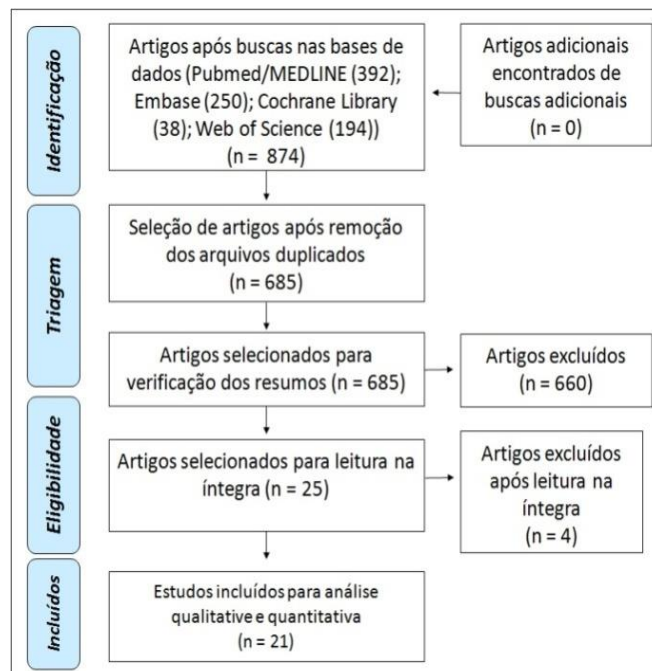 Identificação
Artigos após buscas nas bases de
dados (Pubmed/MEDLINE (392);
Embase (250); Cochrane Library
(38); Web of Science (194))
(n = 874)
Artigos adicionais
encontrados de
buscas adicionais
(n = 0)
Triagem
Seleção de artigos após remoção
dos arquivos duplicados
(n = 685)
Artigos selecionados para
verificação dos resumos (n = 685)
Artigos excluídos
(n = 660)
Eligibilidade
Artigos selecionados para leitura na
íntegra (n = 25)
Artigos excluídos
após leitura na
íntegra
(n = 4)
Incluídos
Estudos incluídos para análise
qualitative e quantitativa
(n = 21)